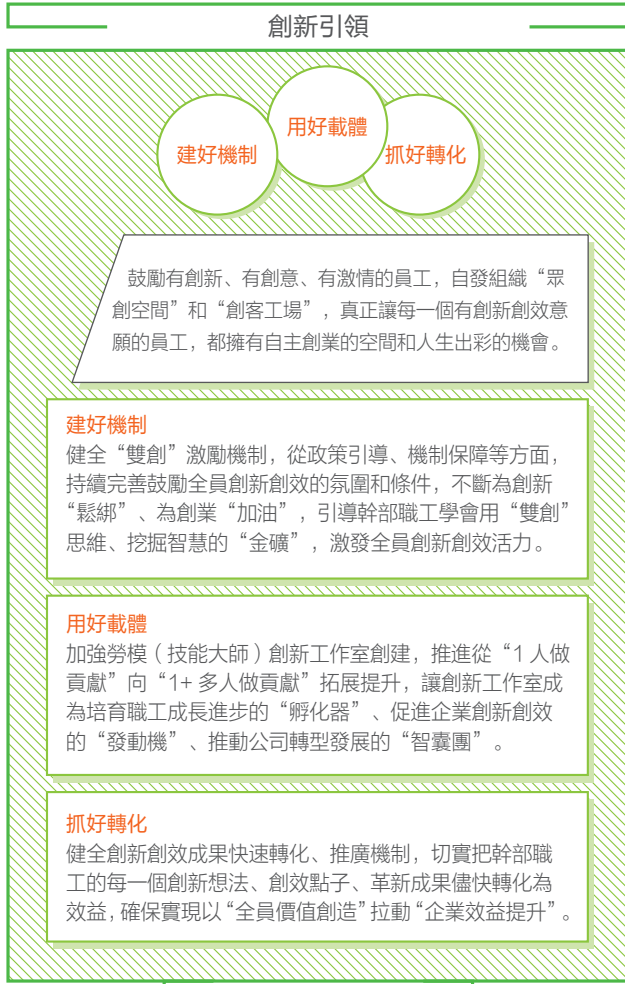 創新引領
建好機制
用好載體
抓好轉化
鼓勵有創新、有創意、有激情的員工，自發組織“眾
創空間”和“創客工場”，真正讓每一個有創新創效意
願的員工，都擁有自主創業的空間和人生出彩的機會。
建好機制
健全“雙創”激勵機制，從政策引導、機制保障等方面，
持續完善鼓勵全員創新創效的氛圍和條件，不斷為創新
“鬆綁”、為創業“加油”，引導幹部職工學會用“雙創”
思維、挖掘智慧的“金礦”，激發全員創新創效活力。
用好載體
加強勞模（技能大師）創新工作室創建，推進從“1 人做
貢獻”向“1+ 多人做貢獻”拓展提升，讓創新工作室成
為培育職工成長進步的“孵化器”、促進企業創新創效
的“發動機”、推動公司轉型發展的“智囊團”。
抓好轉化
健全創新創效成果快速轉化、推廣機制，切實把幹部職
工的每一個創新想法、創效點子、革新成果儘快轉化為
效益，確保實現以“全員價值創造”拉動“企業效益提升”。